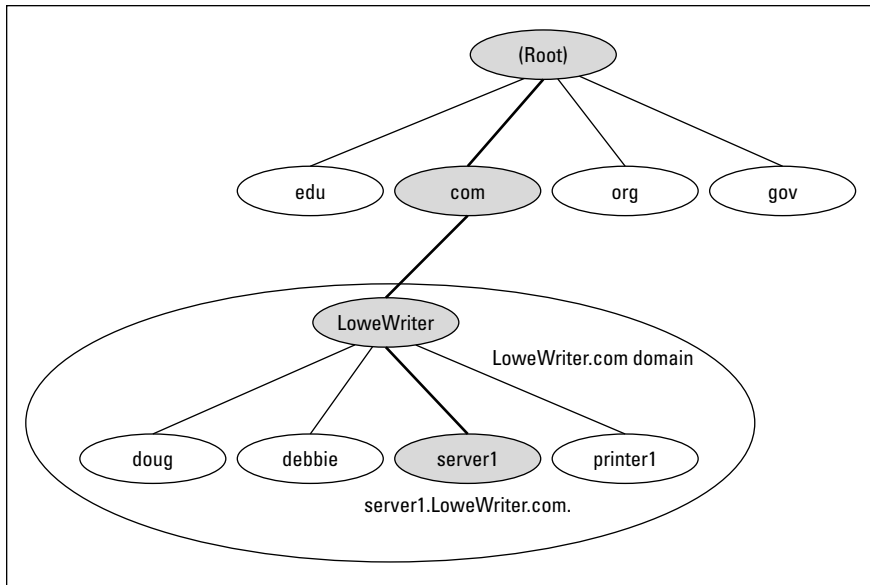 (Root)
edu
com
org
gov
LoweWriter
LoweWriter.com domain
doug
debbie
server1
printer1
server1.LoweWriter.com.